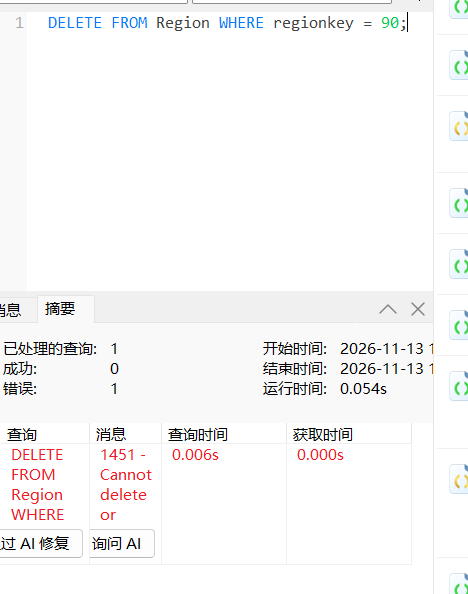 1 DELETE FROM Region WHERE regionkey = 90;
消息 摘要
已处理的查询: 1 开始时间: 2026-11-13 1
成功: 0 结束时间: 2026-11-13 1
错误: 1 运行时间: 0.054s
查询 消息 查询时间 获取时间
DELETE 1451 - 0.006s 0.000s
FROM Cannot
Region delete
WHERE or
过 AI 修复 询问 AI